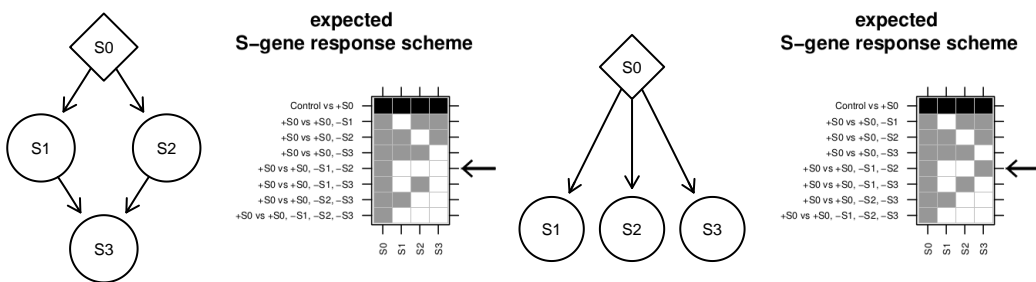 S0
S1
S2
S3
expected
S-gene response scheme
Control vs +S0
+S0 vs +S0, −S1
+S0 vs +S0, −S2
+S0 vs +S0, −S3
+S0 vs +S0, −S1, −S2
+S0 vs +S0, −S1, −S3
+S0 vs +S0, −S2, −S3
+S0 vs +S0, −S1, −S2, −S3
S0 S1 S2 S3
S0
S1 S2 S3
expected
S-gene response scheme
Control vs +S0
+S0 vs +S0, −S1
+S0 vs +S0, −S2
+S0 vs +S0, −S3
+S0 vs +S0, −S1, −S2
+S0 vs +S0, −S1, −S3
+S0 vs +S0, −S2, −S3
+S0 vs +S0, −S1, −S2, −S3
S0 S1 S2 S3